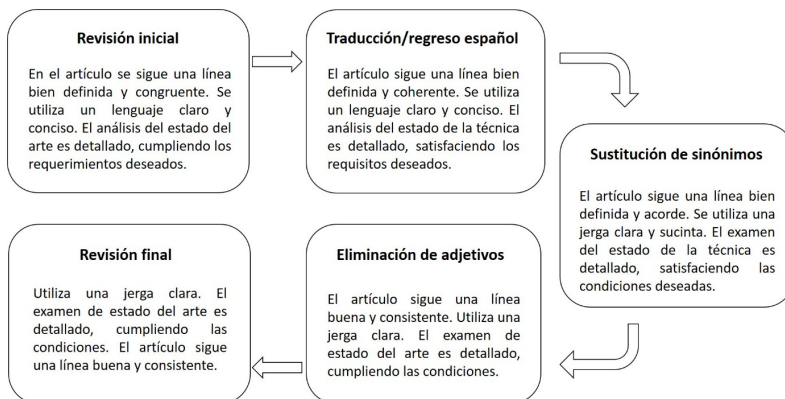 Revisión inicial
En el artículo se sigue una línea
bien definida y congruente. Se
utiliza un lenguaje claro y
conciso. El análisis del estado del
arte es detallado, cumpliendo los
requerimientos deseados.
Traducción/regreso español
El artículo sigue una línea bien
definida y coherente. Se utiliza
un lenguaje claro y conciso. El
análisis del estado de la técnica
es detallado, satisfaciendo los
requisitos deseados.
Sustitución de sinónimos
El artículo sigue una línea bien
definida y acorde. Se utiliza una
jerga clara y sucinta. El examen
del estado de la técnica es
detallado, satisfaciendo las
condiciones deseadas.
Eliminación de adjetivos
El artículo sigue una línea
buena y consistente. Utiliza una
jerga clara. El examen de
estado del arte es detallado,
cumpliendo las condiciones.
Revisión final
Utiliza una jerga clara. El
examen de estado del arte es
detallado, cumpliendo las
condiciones. El artículo sigue
una línea buena y consistente.